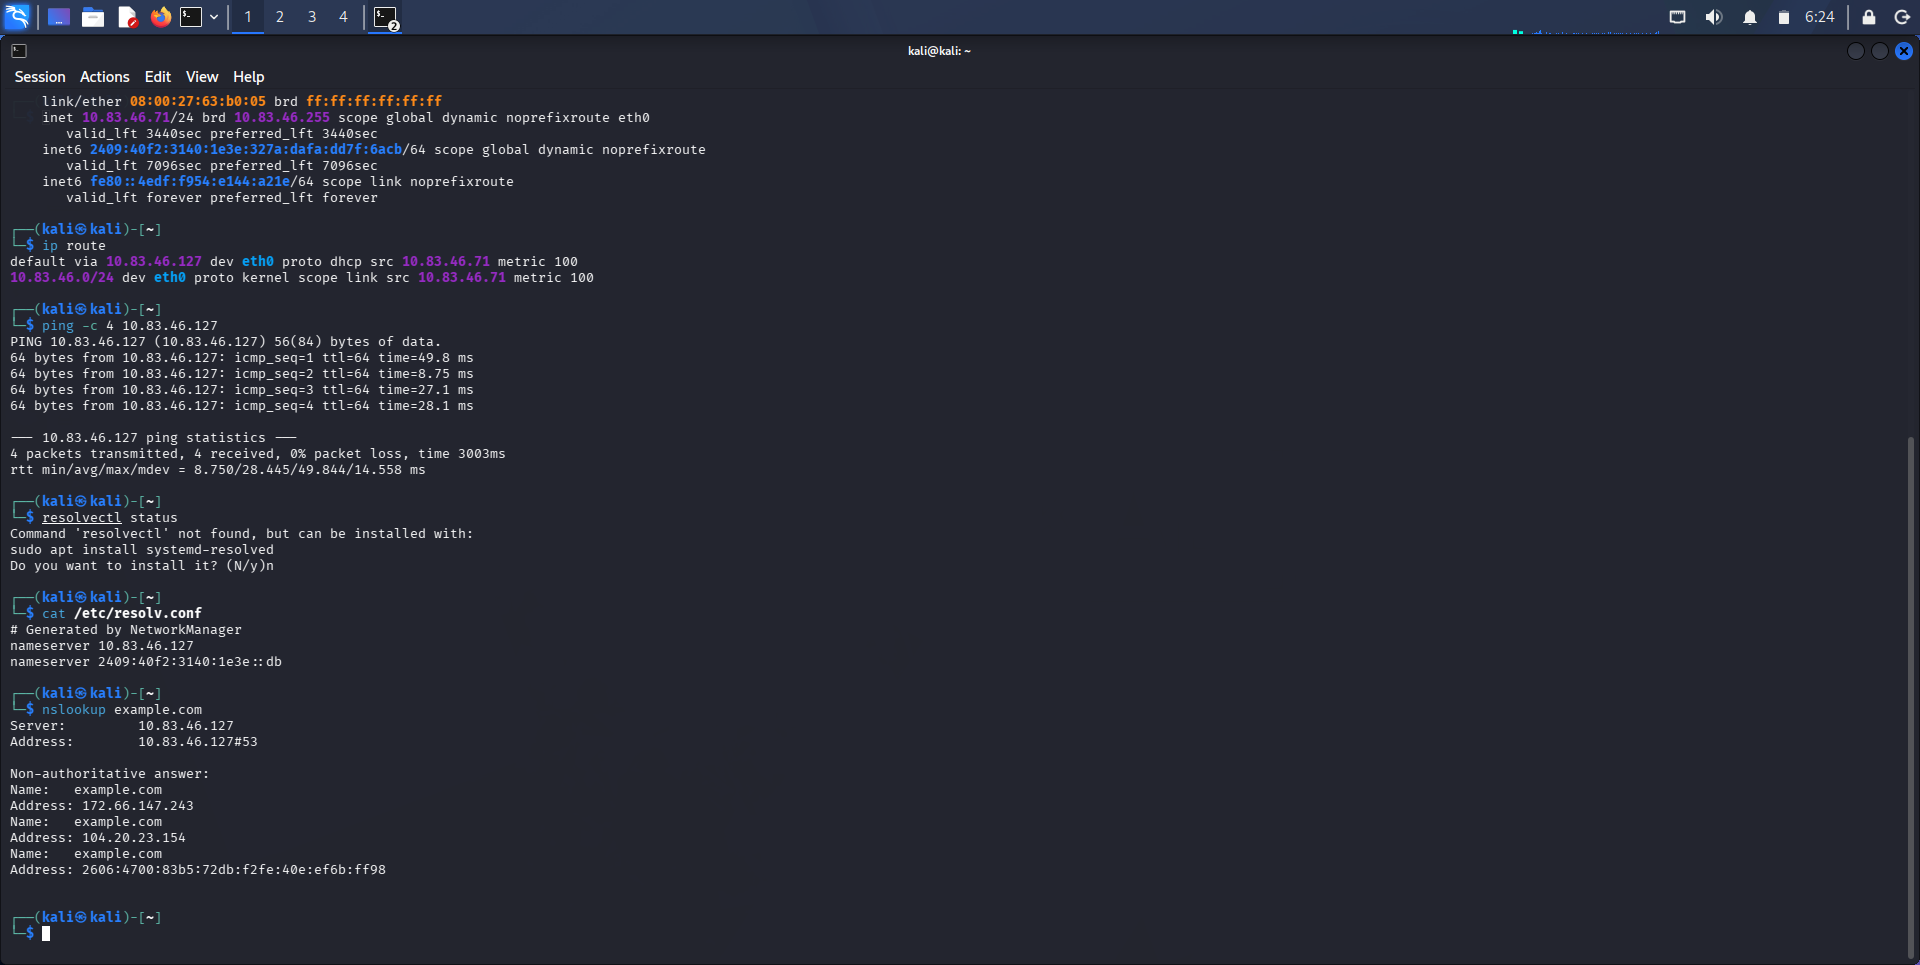 1 2 3 4 2 6:24
kali@kali: ~
Session Actions Edit View Help
link/ether 08:00:27:63:b0:05 brd ff:ff:ff:ff:ff:ff
inet 10.83.46.71/24 brd 10.83.46.255 scope global dynamic noprefixroute eth0
valid_lft 3440sec preferred_lft 3440sec
inet6 2409:40f2:3140:1e3e:327a:dafa:dd7f:6acb/64 scope global dynamic noprefixroute
valid_lft 7096sec preferred_lft 7096sec
inet6 fe80::4edf:f954:e144:a21e/64 scope link noprefixroute
valid_lft forever preferred_lft forever
┌──(kali㉿kali)-[~]
└─$ ip route
default via 10.83.46.127 dev eth0 proto dhcp src 10.83.46.71 metric 100
10.83.46.0/24 dev eth0 proto kernel scope link src 10.83.46.71 metric 100
┌──(kali㉿kali)-[~]
└─$ ping -c 4 10.83.46.127
PING 10.83.46.127 (10.83.46.127) 56(84) bytes of data.
64 bytes from 10.83.46.127: icmp_seq=1 ttl=64 time=49.8 ms
64 bytes from 10.83.46.127: icmp_seq=2 ttl=64 time=8.75 ms
64 bytes from 10.83.46.127: icmp_seq=3 ttl=64 time=27.1 ms
64 bytes from 10.83.46.127: icmp_seq=4 ttl=64 time=28.1 ms
--- 10.83.46.127 ping statistics ---
4 packets transmitted, 4 received, 0% packet loss, time 3003ms
rtt min/avg/max/mdev = 8.750/28.445/49.844/14.558 ms
┌──(kali㉿kali)-[~]
└─$ resolvectl status
Command 'resolvectl' not found, but can be installed with:
sudo apt install systemd-resolved
Do you want to install it? (N/y)n
┌──(kali㉿kali)-[~]
└─$ cat /etc/resolv.conf
# Generated by NetworkManager
nameserver 10.83.46.127
nameserver 2409:40f2:3140:1e3e::db
┌──(kali㉿kali)-[~]
└─$ nslookup example.com
Server: 10.83.46.127
Address: 10.83.46.127#53
Non-authoritative answer:
Name: example.com
Address: 172.66.147.243
Name: example.com
Address: 104.20.23.154
Name: example.com
Address: 2606:4700:83b5:72db:f2fe:40e:ef6b:ff98
┌──(kali㉿kali)-[~]
└─$